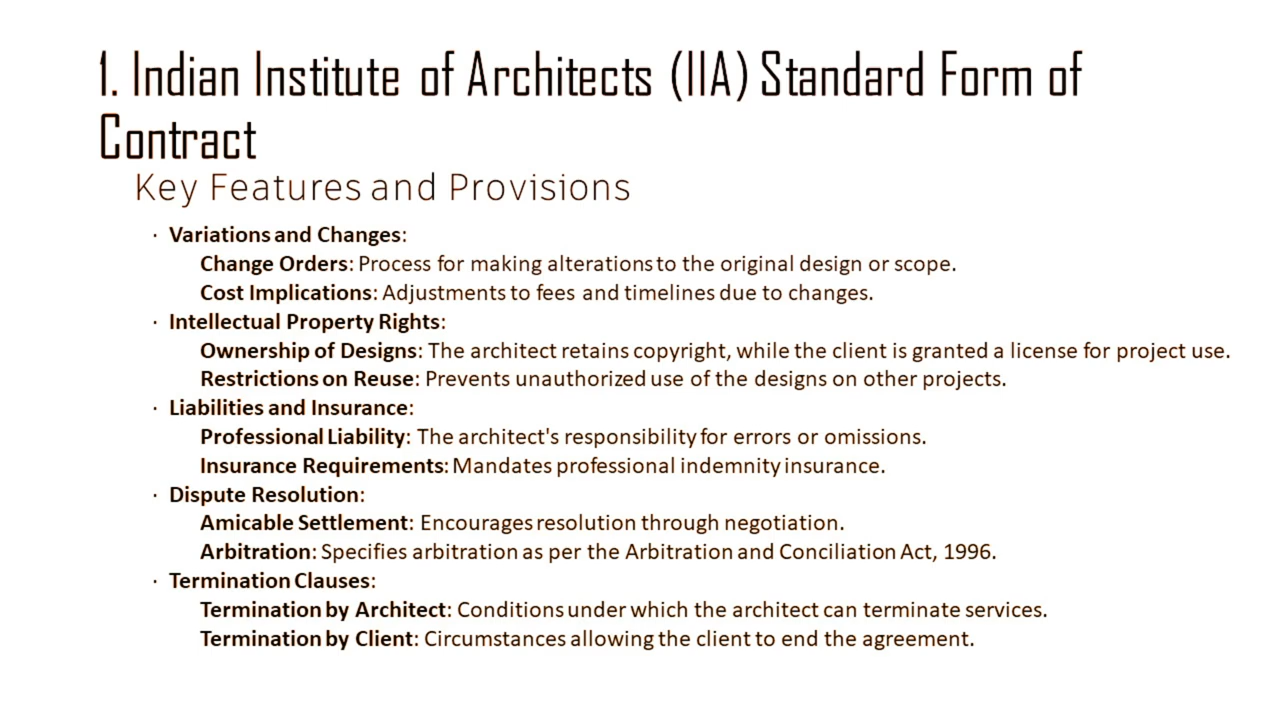 1. Indian Institute of Architects (IIA) Standard Form of
Contract
Key Features and Provisions
· Variations and Changes:
Change Orders: Process for making alterations to the original design or scope.
Cost Implications: Adjustments to fees and timelines due to changes.
· Intellectual Property Rights:
Ownership of Designs: The architect retains copyright, while the client is granted a license for project use.
Restrictions on Reuse: Prevents unauthorized use of the designs on other projects.
· Liabilities and Insurance:
Professional Liability: The architect's responsibility for errors or omissions.
Insurance Requirements: Mandates professional indemnity insurance.
· Dispute Resolution:
Amicable Settlement: Encourages resolution through negotiation.
Arbitration: Specifies arbitration as per the Arbitration and Conciliation Act, 1996.
· Termination Clauses:
Termination by Architect: Conditions under which the architect can terminate services.
Termination by Client: Circumstances allowing the client to end the agreement.